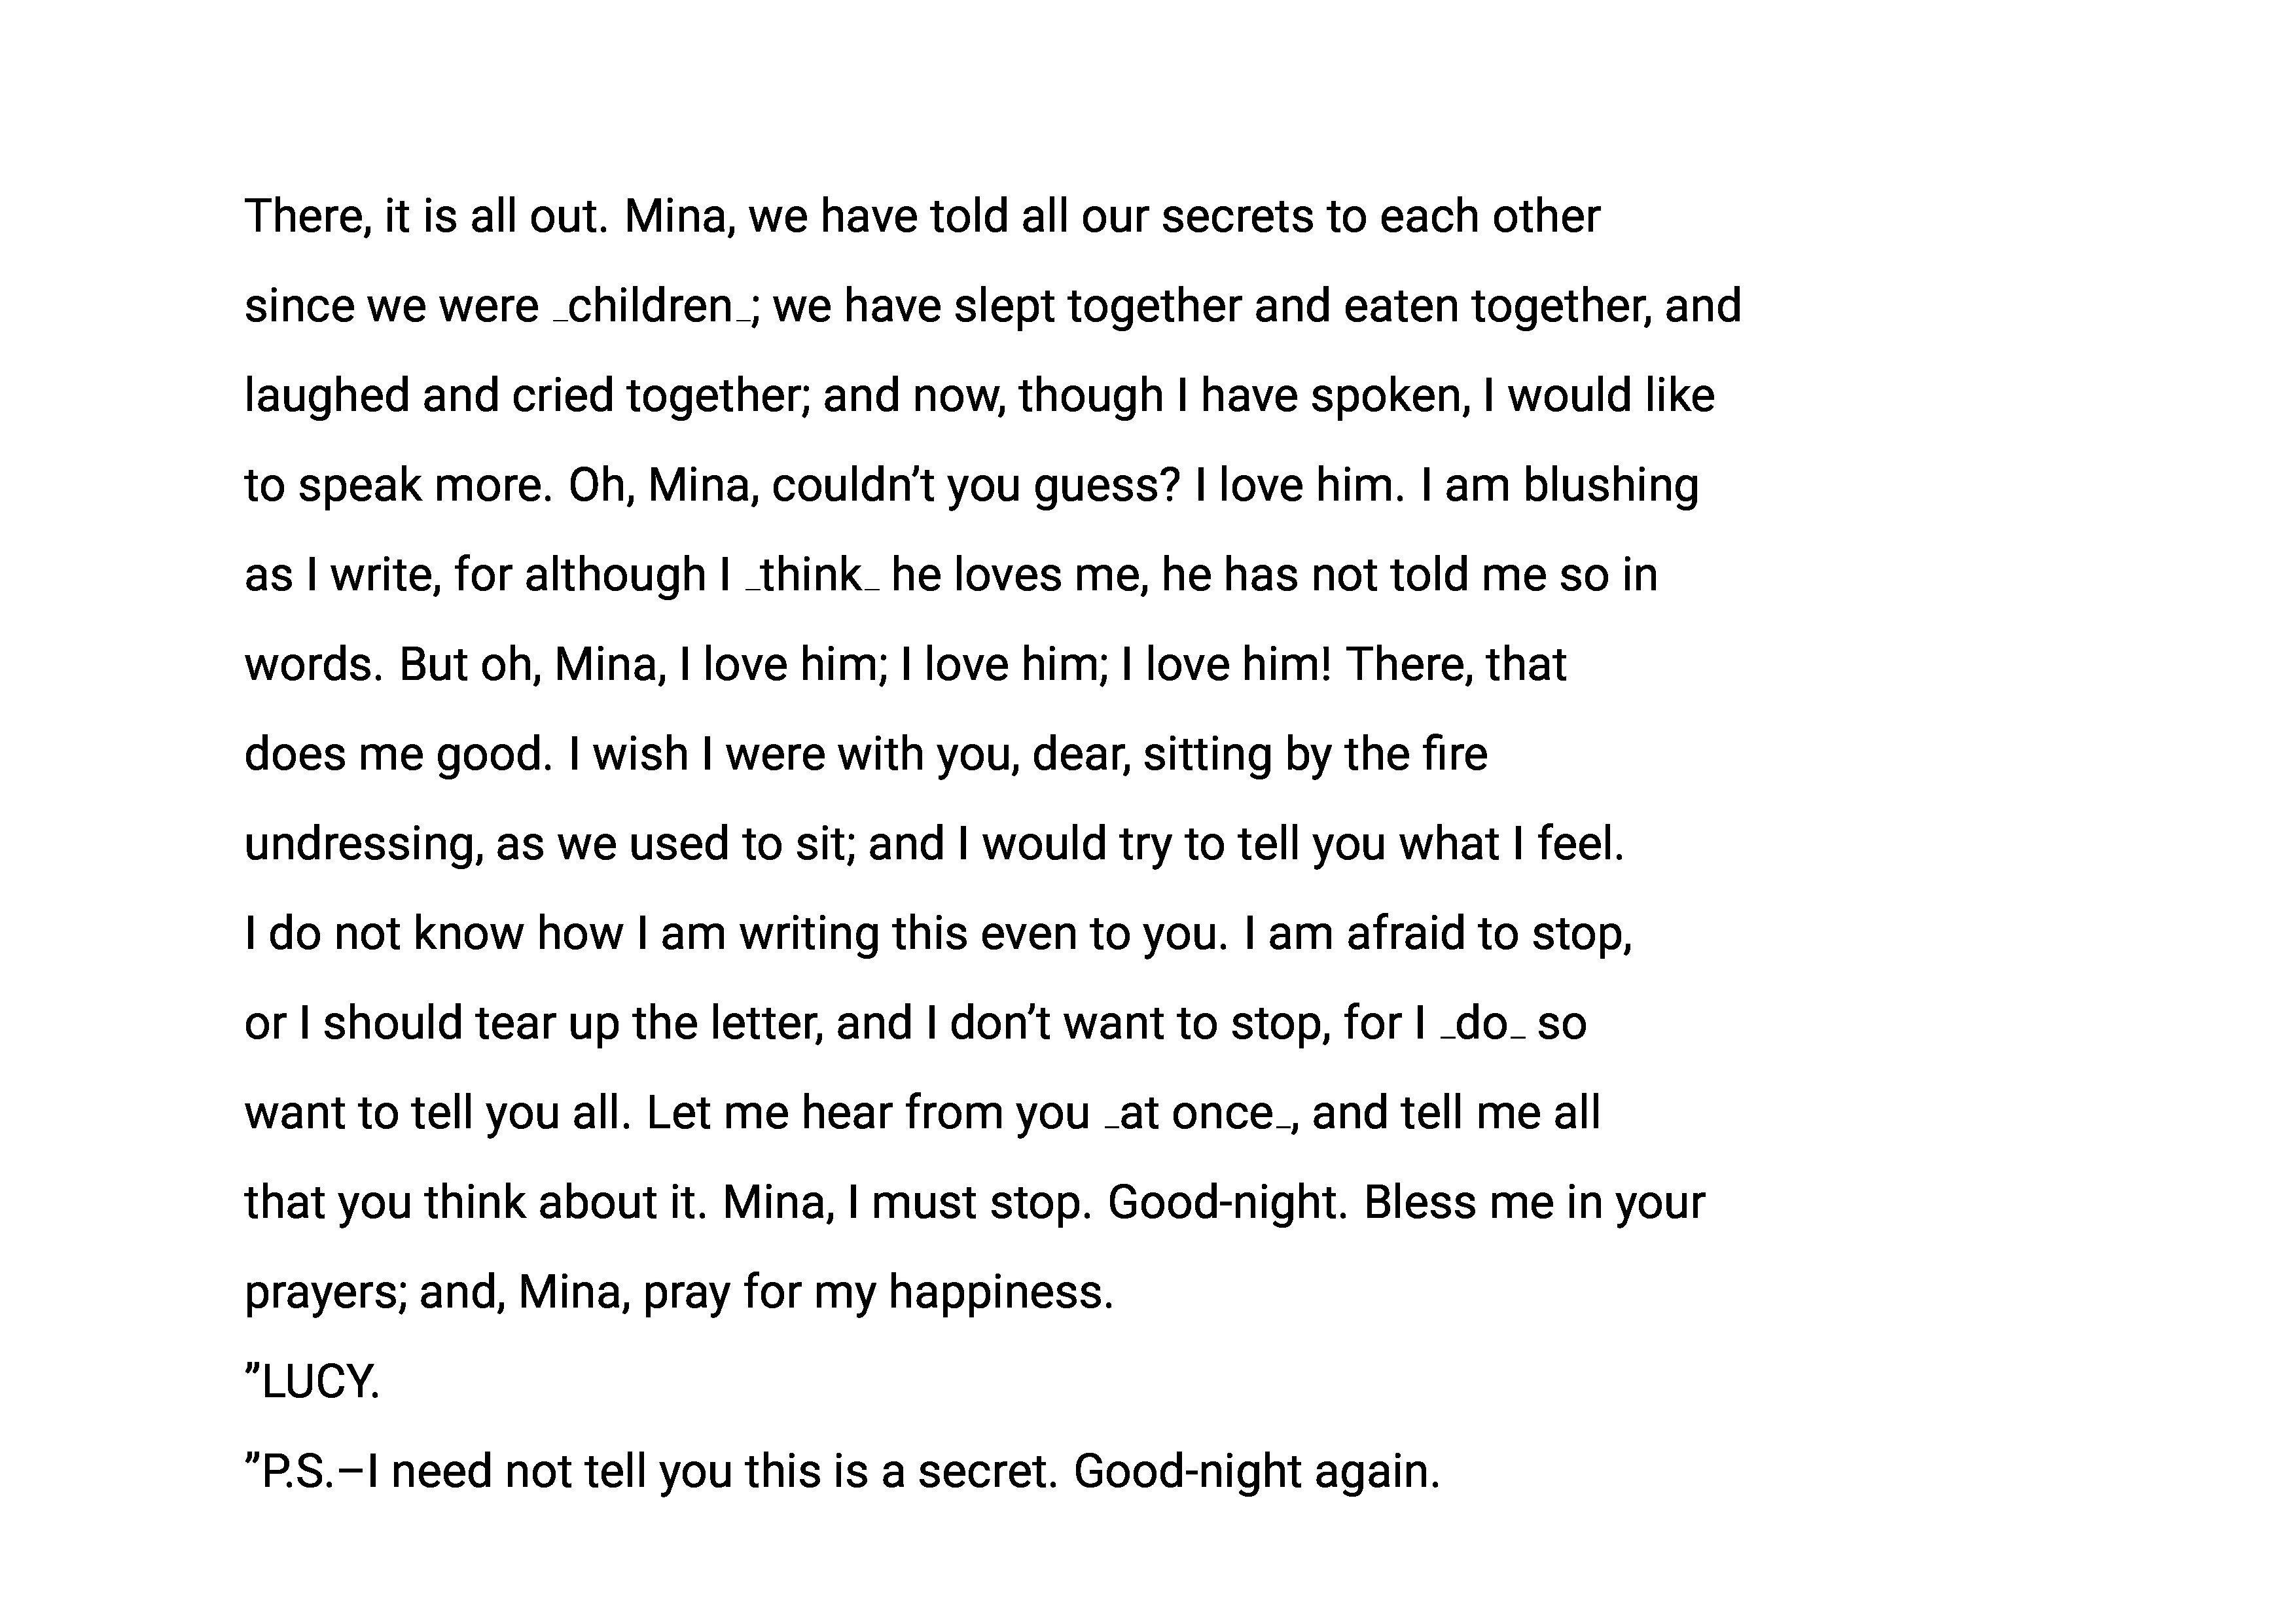 There, it is all out. Mina, we have told all our secrets to each other
since we were _children_; we have slept together and eaten together, and
laughed and cried together; and now, though I have spoken, I would like
to speak more. Oh, Mina, couldn’t you guess? I love him. I am blushing
as I write, for although I _think_ he loves me, he has not told me so in
words. But oh, Mina, I love him; I love him; I love him! There, that
does me good. I wish I were with you, dear, sitting by the fire
undressing, as we used to sit; and I would try to tell you what I feel.
I do not know how I am writing this even to you. I am afraid to stop,
or I should tear up the letter, and I don’t want to stop, for I _do_ so
want to tell you all. Let me hear from you _at once_, and tell me all
that you think about it. Mina, I must stop. Good-night. Bless me in your
prayers; and, Mina, pray for my happiness.
”LUCY.
”P.S.–I need not tell you this is a secret. Good-night again.